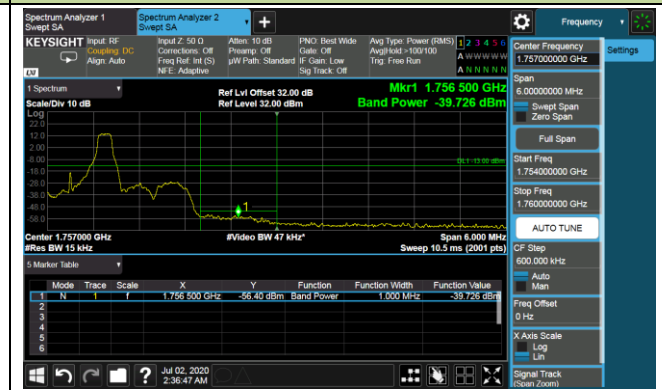 Spectrum Analyzer 1
Swept SA
Spectrum Analyzer 2
Swept SA
+
Frequency
KEYSIGHT
Input: RF
Coupling: DC
Align: Auto
Input Z: 50 Ω
Corrections: Off
Freq Ref: Int (S)
NFE: Adaptive
Atten: 10 dB
Preamp: Off
µW Path: Standard
PNO: Best Wide
Gate: Off
IF Gain: Low
Sig Track: Off
Avg Type: Power (RMS)
Avg|Hold >100/100
Trig: Free Run
1 2 3 4 5 6
A W W W W W
A N N N N N
LXI
1 Spectrum
Scale/Div 10 dB
Log
Ref Lvl Offset 32.00 dB
Ref Level 32.00 dBm
Mkr1 1.756 500 GHz
Band Power -39.726 dBm
22.0
12.0
2.00
-8.00
-18.0
-28.0
-38.0
-48.0
-58.0
DL1 -13.00 dBm
1
Center 1.757000 GHz
#Res BW 15 kHz
#Video BW 47 kHz*
Span 6.000 MHz
Sweep 10.5 ms (2001 pts)
5 Marker Table
Mode Trace Scale X Y Function Function Width Function Value
1 N 1 f 1.756 500 GHz -56.40 dBm Band Power 1.000 MHz -39.726 dBm
2
3
4
5
6
Jul 02, 2020
2:36:47 AM
Center Frequency
1.757000000 GHz
Settings
Span
6.00000000 MHz
Swept Span
Zero Span
Full Span
Start Freq
1.754000000 GHz
Stop Freq
1.760000000 GHz
AUTO TUNE
CF Step
600.000 kHz
Auto
Man
Freq Offset
0 Hz
X Axis Scale
Log
Lin
Signal Track
(Span Zoom)